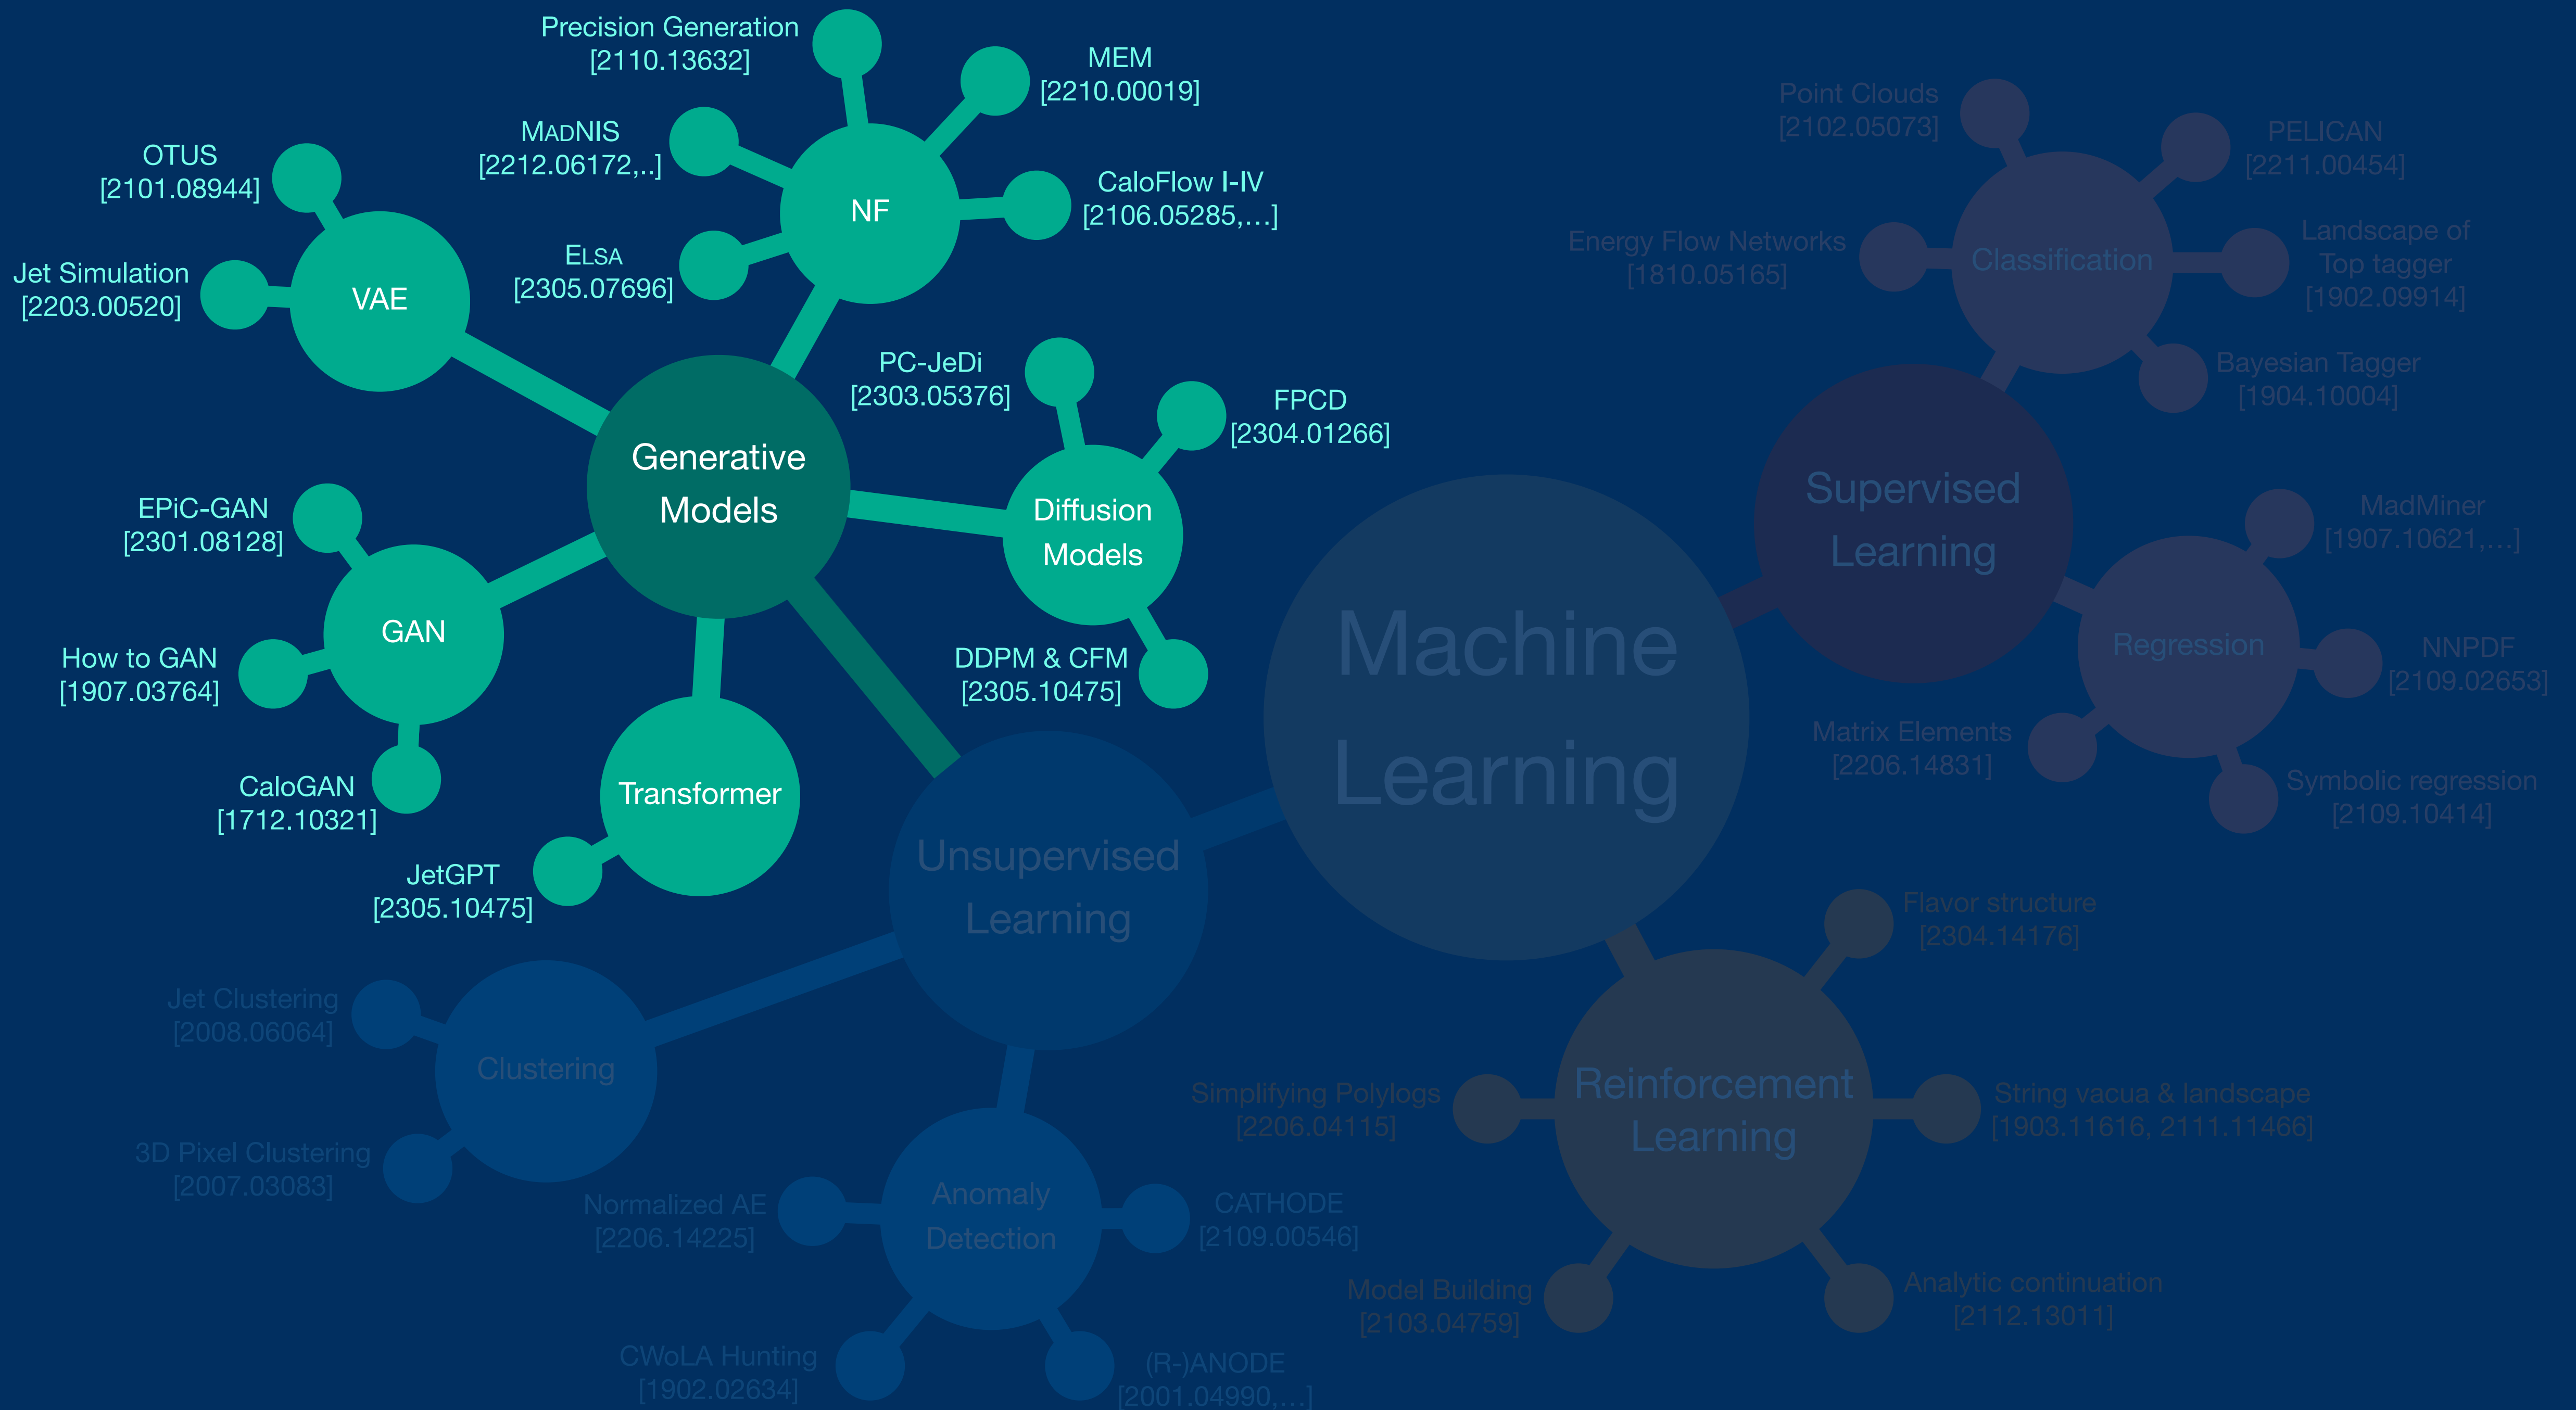 Precision Generation
[2110.13632]
MEM
[2210.00019]
MADNIS
[2212.06172,..]
OTUS
[2101.08944]
NF
CaloFlow I-IV
[2106.05285,…]
ELSA
[2305.07696]
Jet Simulation
[2203.00520]
VAE
PC-JeDi
[2303.05376]
FPCD
[2304.01266]
Generative
Models
Diffusion
Models
EPiC-GAN
[2301.08128]
GAN
How to GAN
[1907.03764]
DDPM & CFM
[2305.10475]
CaloGAN
[1712.10321]
Transformer
JetGPT
[2305.10475]
Machine
Learning
Unsupervised
Learning
Jet Clustering
[2008.06064]
Clustering
3D Pixel Clustering
[2007.03083]
Normalized AE
[2206.14225]
Anomaly
Detection
CATHODE
[2109.00546]
CWoLA Hunting
[1902.02634]
(R-)ANODE
[2001.04990,…]
Point Clouds
[2102.05073]
PELICAN
[2211.00454]
Energy Flow Networks
[1810.05165]
Classification
Landscape of
Top tagger
[1902.09914]
Bayesian Tagger
[1904.10004]
Supervised
Learning
MadMiner
[1907.10621,…]
Regression
NNPDF
[2109.02653]
Matrix Elements
[2206.14831]
Symbolic regression
[2109.10414]
Flavor structure
[2304.14176]
Simplifying Polylogs
[2206.04115]
Reinforcement
Learning
String vacua & landscape
[1903.11616, 2111.11466]
Model Building
[2103.04759]
Analytic continuation
[2112.13011]